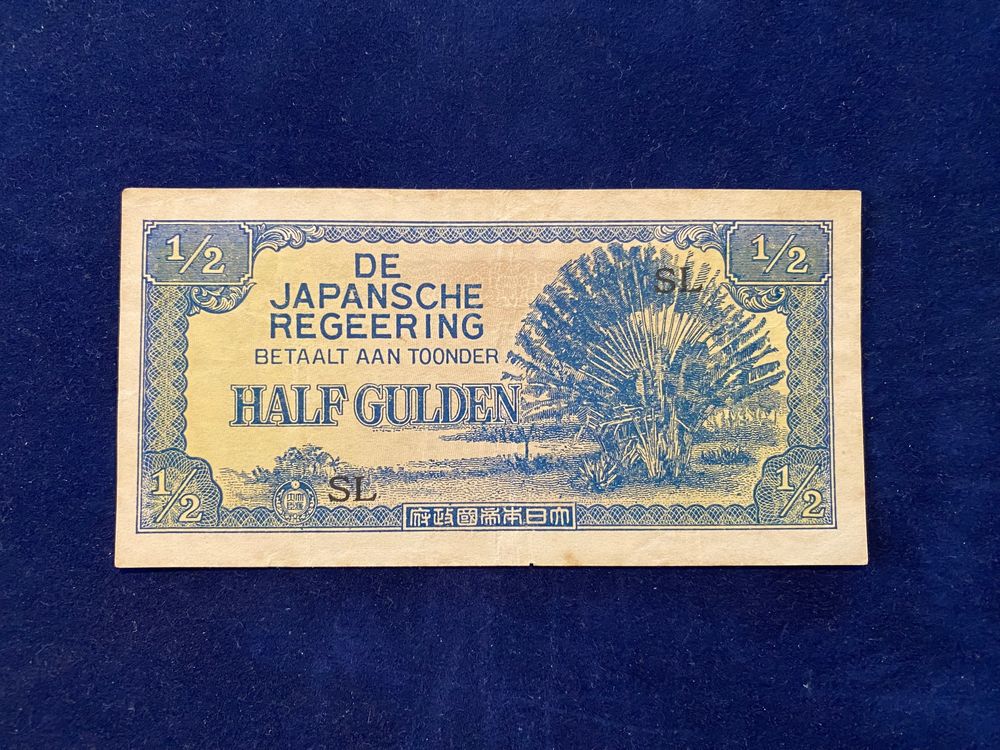 1/2
1/2
DE
JAPANSCHE
REGEERING
BETAALT AAN TOONDER
HALF GULDEN
SL
SL
1/2
1/2
府政國帝本日大